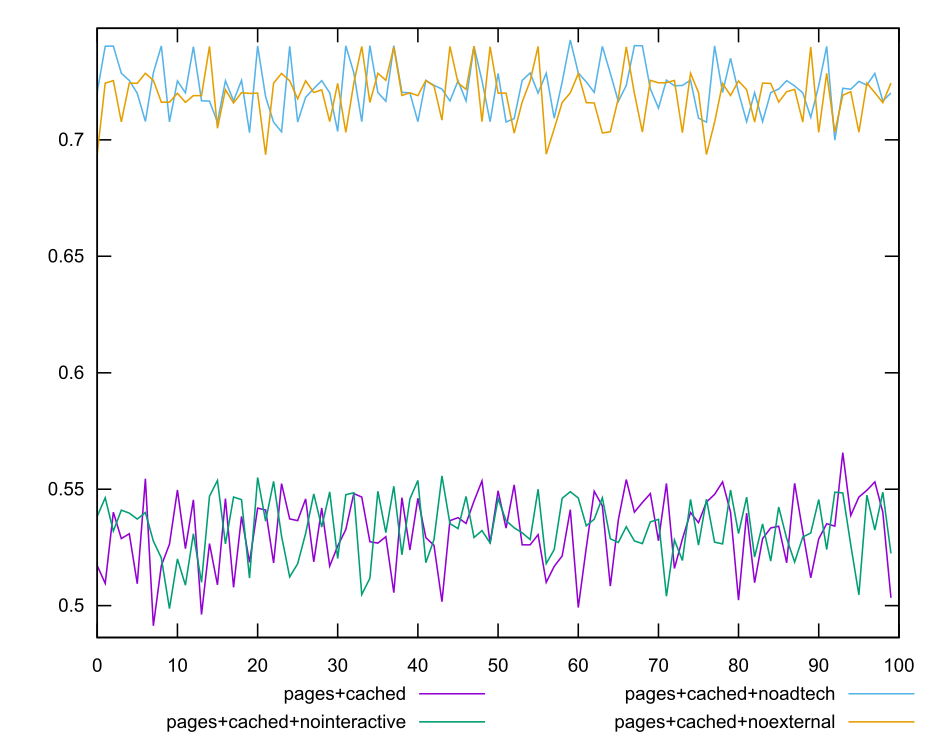 0.7
0.65
0.6
0.55
0.5
0 10 20 30 40 50 60 70 80 90 100
pages+cached pages+cached+noadtech
pages+cached+nointeractive pages+cached+noexternal